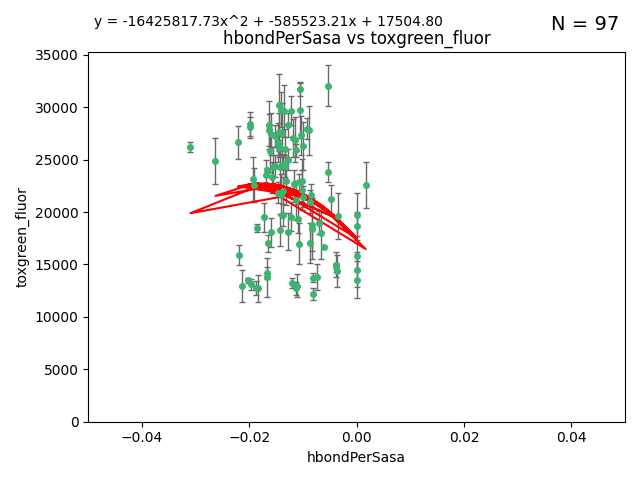 y = -16425817.73x^2 + -585523.21x + 17504.80
N = 97
hbondPerSasa vs toxgreen_fluor
toxgreen_fluor
35000
30000
25000
20000
15000
10000
5000
0
−0.04
−0.02
0.00
0.02
0.04
hbondPerSasa